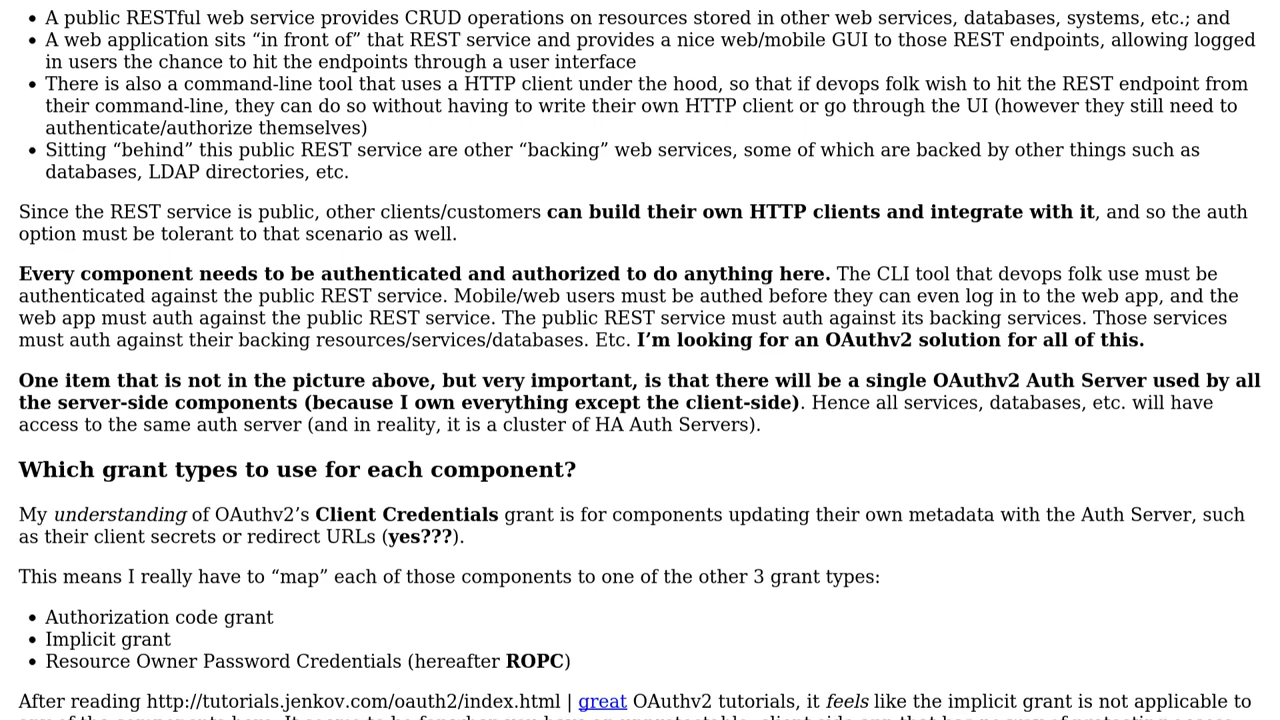 • A public RESTful web service provides CRUD operations on resources stored in other web services, databases, systems, etc.; and
• A web application sits “in front of” that REST service and provides a nice web/mobile GUI to those REST endpoints, allowing logged
in users the chance to hit the endpoints through a user interface
• There is also a command-line tool that uses a HTTP client under the hood, so that if devops folk wish to hit the REST endpoint from
their command-line, they can do so without having to write their own HTTP client or go through the UI (however they still need to
authenticate/authorize themselves)
• Sitting “behind” this public REST service are other “backing” web services, some of which are backed by other things such as
databases, LDAP directories, etc.
Since the REST service is public, other clients/customers can build their own HTTP clients and integrate with it, and so the auth
option must be tolerant to that scenario as well.
Every component needs to be authenticated and authorized to do anything here. The CLI tool that devops folk use must be
authenticated against the public REST service. Mobile/web users must be authed before they can even log in to the web app, and the
web app must auth against the public REST service. The public REST service must auth against its backing services. Those services
must auth against their backing resources/services/databases. Etc. I’m looking for an OAuthv2 solution for all of this.
One item that is not in the picture above, but very important, is that there will be a single OAuthv2 Auth Server used by all
the server-side components (because I own everything except the client-side). Hence all services, databases, etc. will have
access to the same auth server (and in reality, it is a cluster of HA Auth Servers).
Which grant types to use for each component?
My understanding of OAuthv2’s Client Credentials grant is for components updating their own metadata with the Auth Server, such
as their client secrets or redirect URLs (yes???).
This means I really have to “map” each of those components to one of the other 3 grant types:
• Authorization code grant
• Implicit grant
• Resource Owner Password Credentials (hereafter ROPC)
After reading http://tutorials.jenkov.com/oauth2/index.html | great OAuthv2 tutorials, it feels like the implicit grant is not applicable to